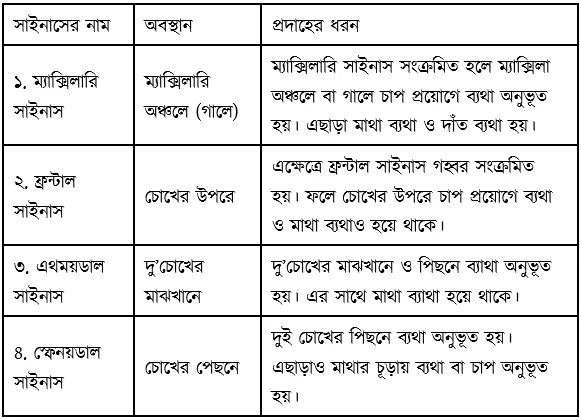 সাইনাসের নাম
অবস্থান
প্রদাহের ধরন
১. ম্যাক্সিলারি
সাইনাস
ম্যাক্সিলারি
অঞ্চলে (গালে)
ম্যাক্সিলারি সাইনাস সংক্রমিত হলে ম্যাক্সিলা
অঞ্চলে বা গালে চাপ প্রয়োগে ব্যথা অনুভূত
হয়। এছাড়া মাথা ব্যথা ও দাঁত ব্যথা হয়।
২. ফ্রন্টাল
সাইনাস
চোখের উপরে
এক্ষেত্রে ফ্রন্টাল সাইনাস গহ্বর সংক্রমিত
হয়। ফলে চোখের উপরে চাপ প্রয়োগে ব্যথা
ও মাথা ব্যথাও হয়ে থাকে।
৩. এথময়ডাল
সাইনাস
দু'চোখের
মাঝখানে
দু'চোখের মাঝখানে ও পিছনে ব্যাথা অনুভূত
হয়। এর সাথে মাথা ব্যাথা হয়ে থাকে।
৪. স্ফেনয়ডাল
সাইনাস
চোখের পেছনে
দুই চোখের পিছনে ব্যথা অনুভূত হয়।
এছাড়াও মাথার চূড়ায় ব্যথা বা চাপ অনুভূত
হয়।